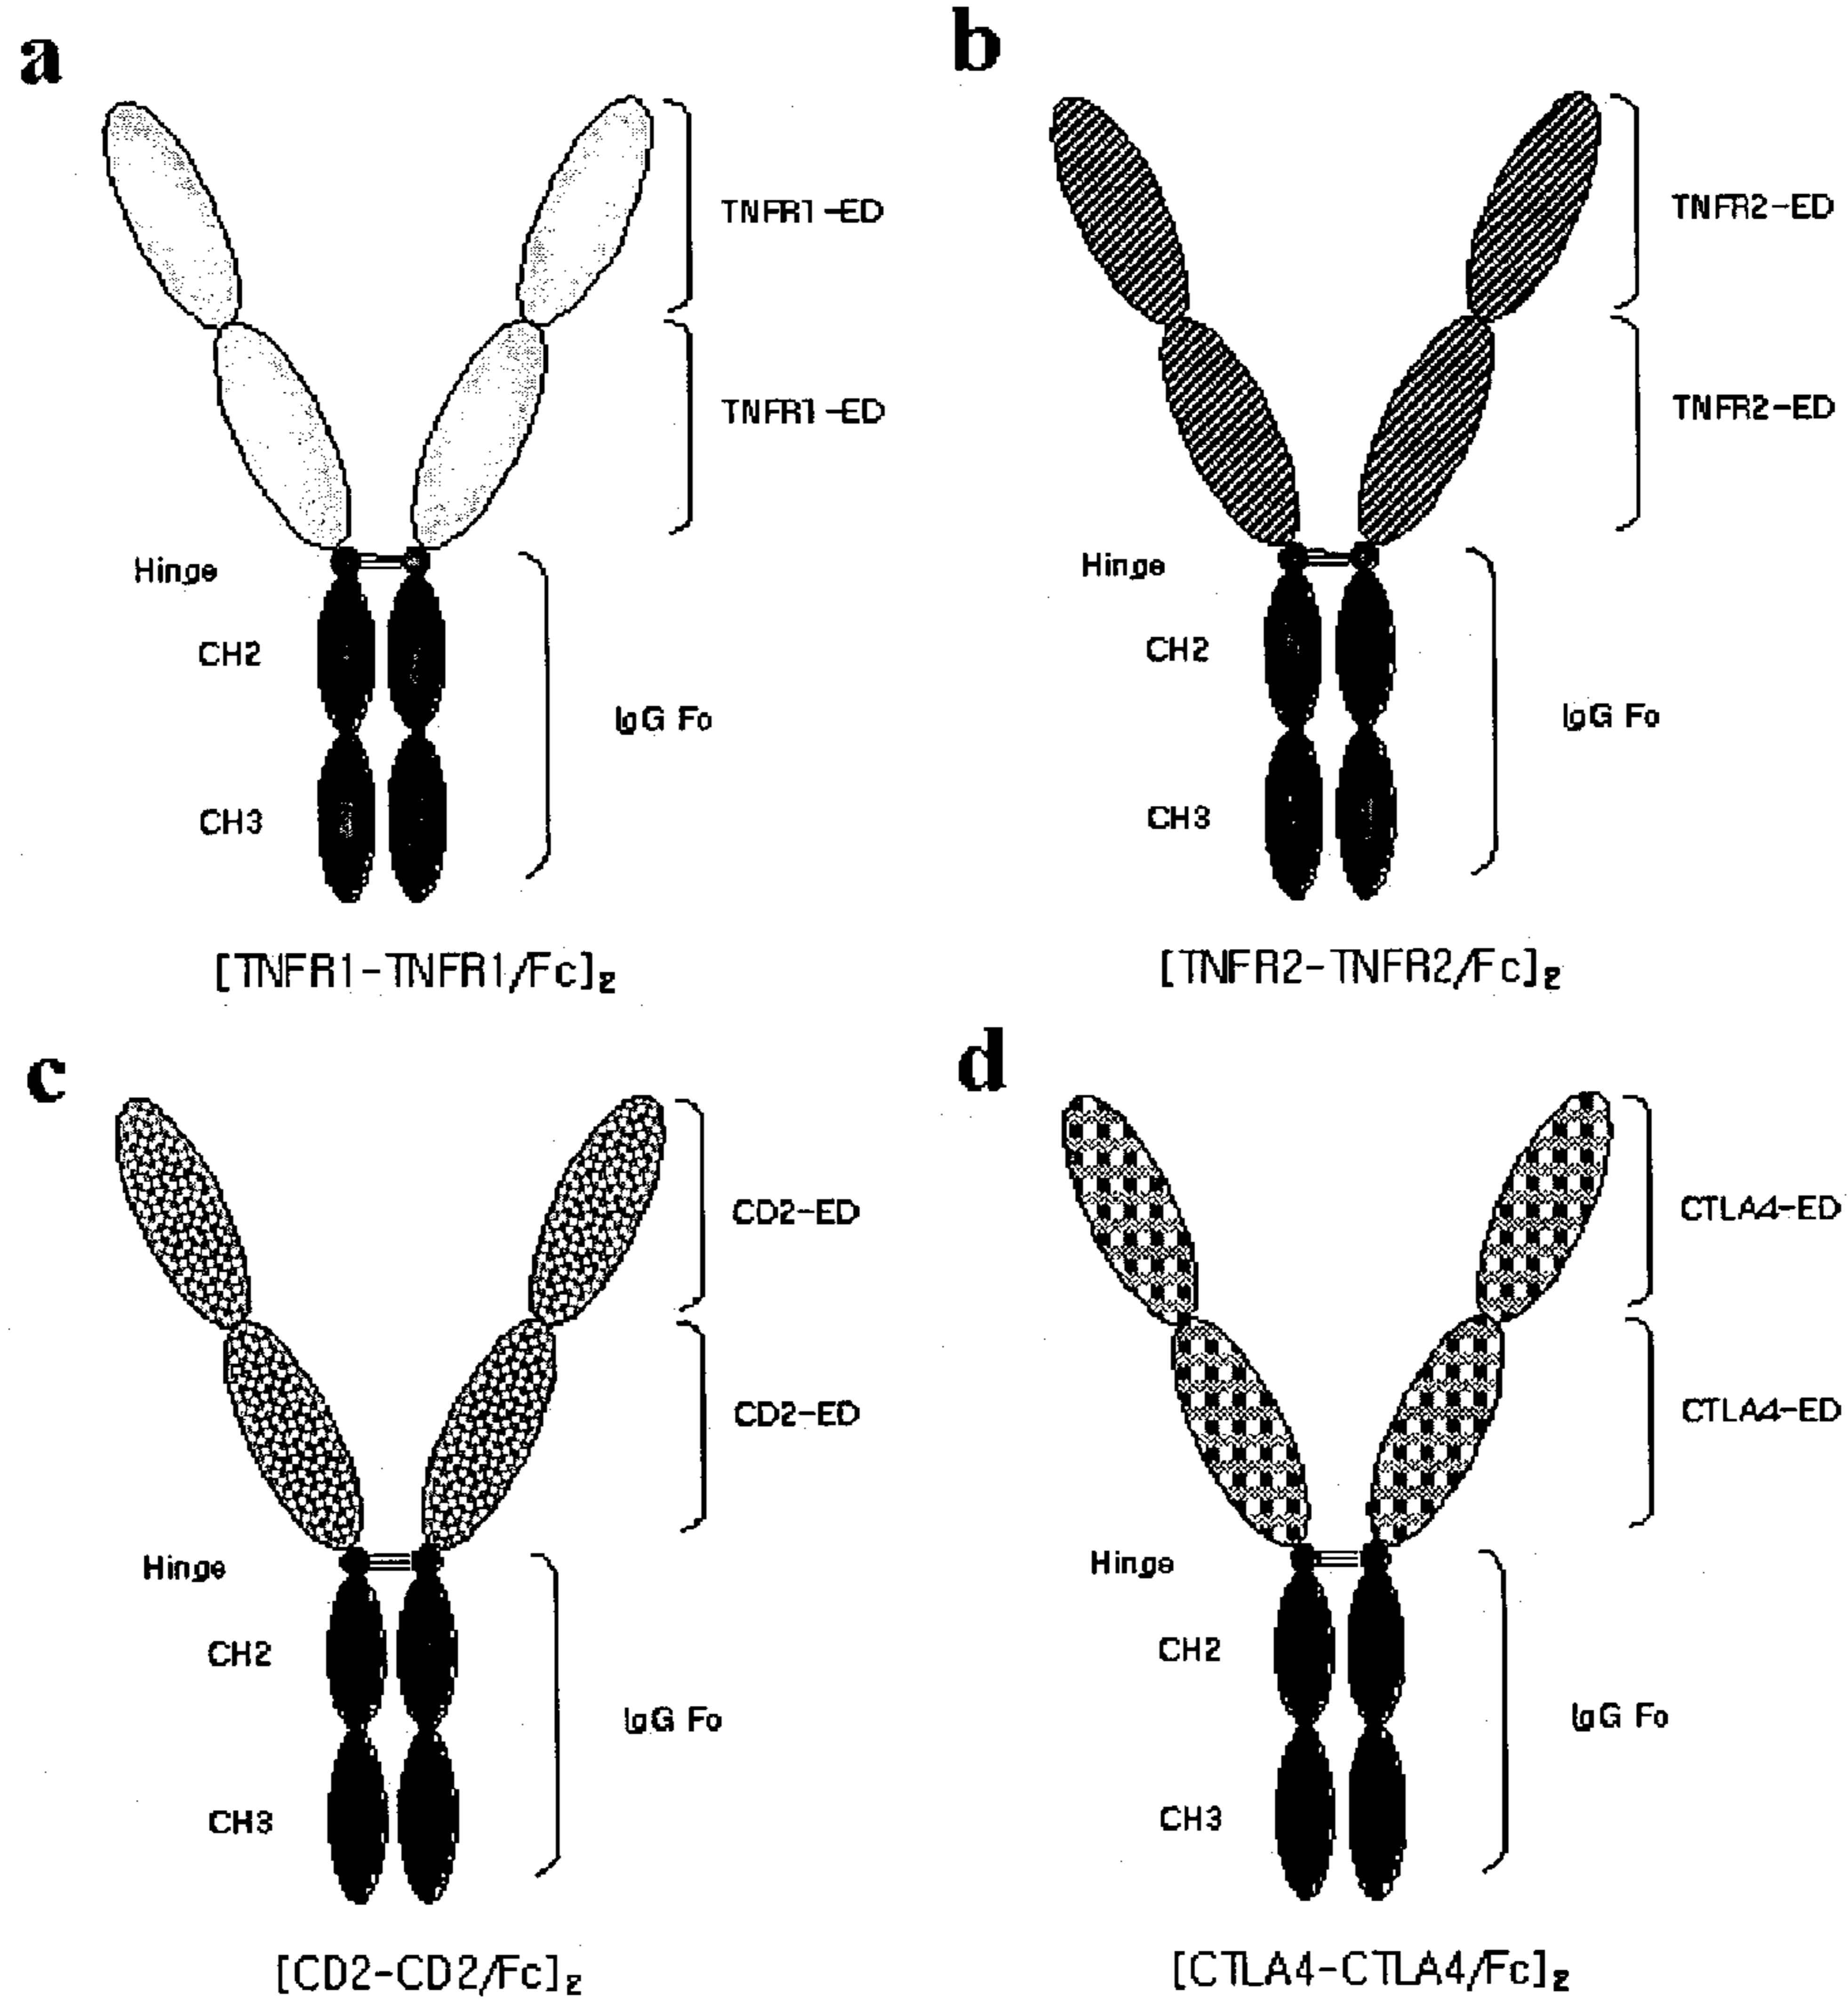 a
TNFR1-ED
TNFR1-ED
Hinge
CH2
IgG Fc
CH3
[TNFR1-TNFR1/Fc]2
b
TNFR2-ED
TNFR2-ED
Hinge
CH2
IgG Fc
CH3
[TNFR2-TNFR2/Fc]2
c
CD2-ED
CD2-ED
Hinge
CH2
IgG Fc
CH3
[CD2-CD2/Fc]2
d
CTLA4-ED
CTLA4-ED
Hinge
CH2
IgG Fc
CH3
[CTLA4-CTLA4/Fc]2